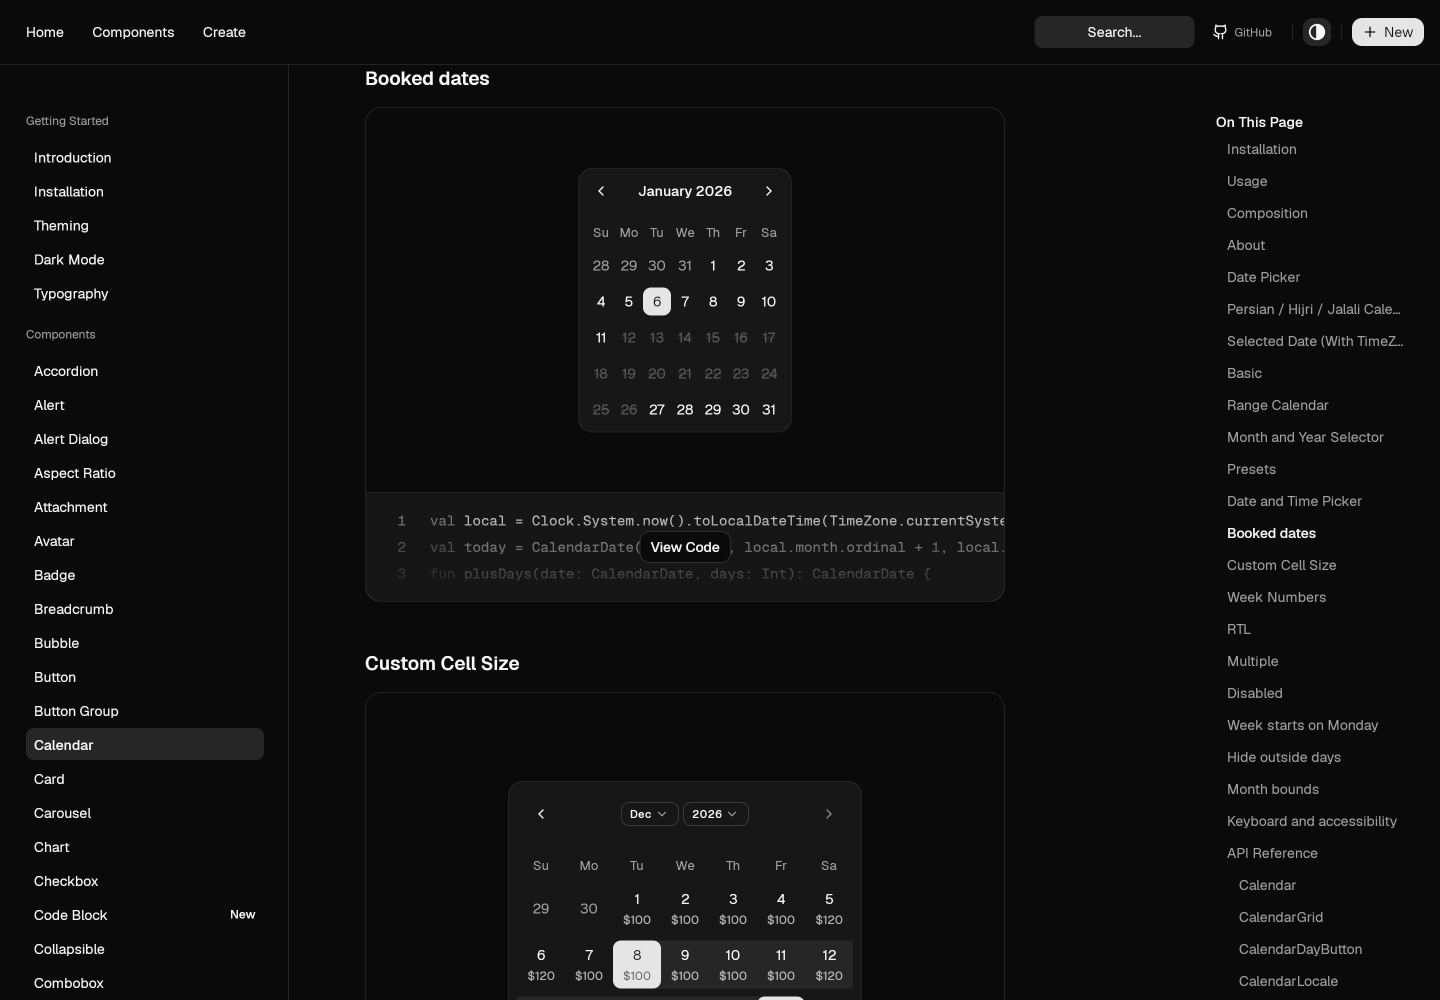 Home Components Create Search... GitHub New
Getting Started
Introduction
Installation
Theming
Dark Mode
Typography
Components
Accordion
Alert
Alert Dialog
Aspect Ratio
Attachment
Avatar
Badge
Breadcrumb
Bubble
Button
Button Group
Calendar
Card
Carousel
Chart
Checkbox
Code Block New
Collapsible
Combobox
Booked dates
January 2026
Su Mo Tu We Th Fr Sa
28 29 30 31 1 2 3
4 5 6 7 8 9 10
11 12 13 14 15 16 17
18 19 20 21 22 23 24
25 26 27 28 29 30 31
1 val local = Clock.System.now().toLocalDateTime(TimeZone.currentSyste
2 val today = CalendarDate( , local.month.ordinal + 1, local.
View Code
3 fun plusDays(date: CalendarDate, days: Int): CalendarDate {
Custom Cell Size
Dec 2026
Su Mo Tu We Th Fr Sa
29 30 1 2 3 4 5
$100 $100 $100 $100 $120
6 7 8 9 10 11 12
$120 $100 $100 $100 $100 $100 $120
On This Page
Installation
Usage
Composition
About
Date Picker
Persian / Hijri / Jalali Cale...
Selected Date (With TimeZ...
Basic
Range Calendar
Month and Year Selector
Presets
Date and Time Picker
Booked dates
Custom Cell Size
Week Numbers
RTL
Multiple
Disabled
Week starts on Monday
Hide outside days
Month bounds
Keyboard and accessibility
API Reference
Calendar
CalendarGrid
CalendarDayButton
CalendarLocale